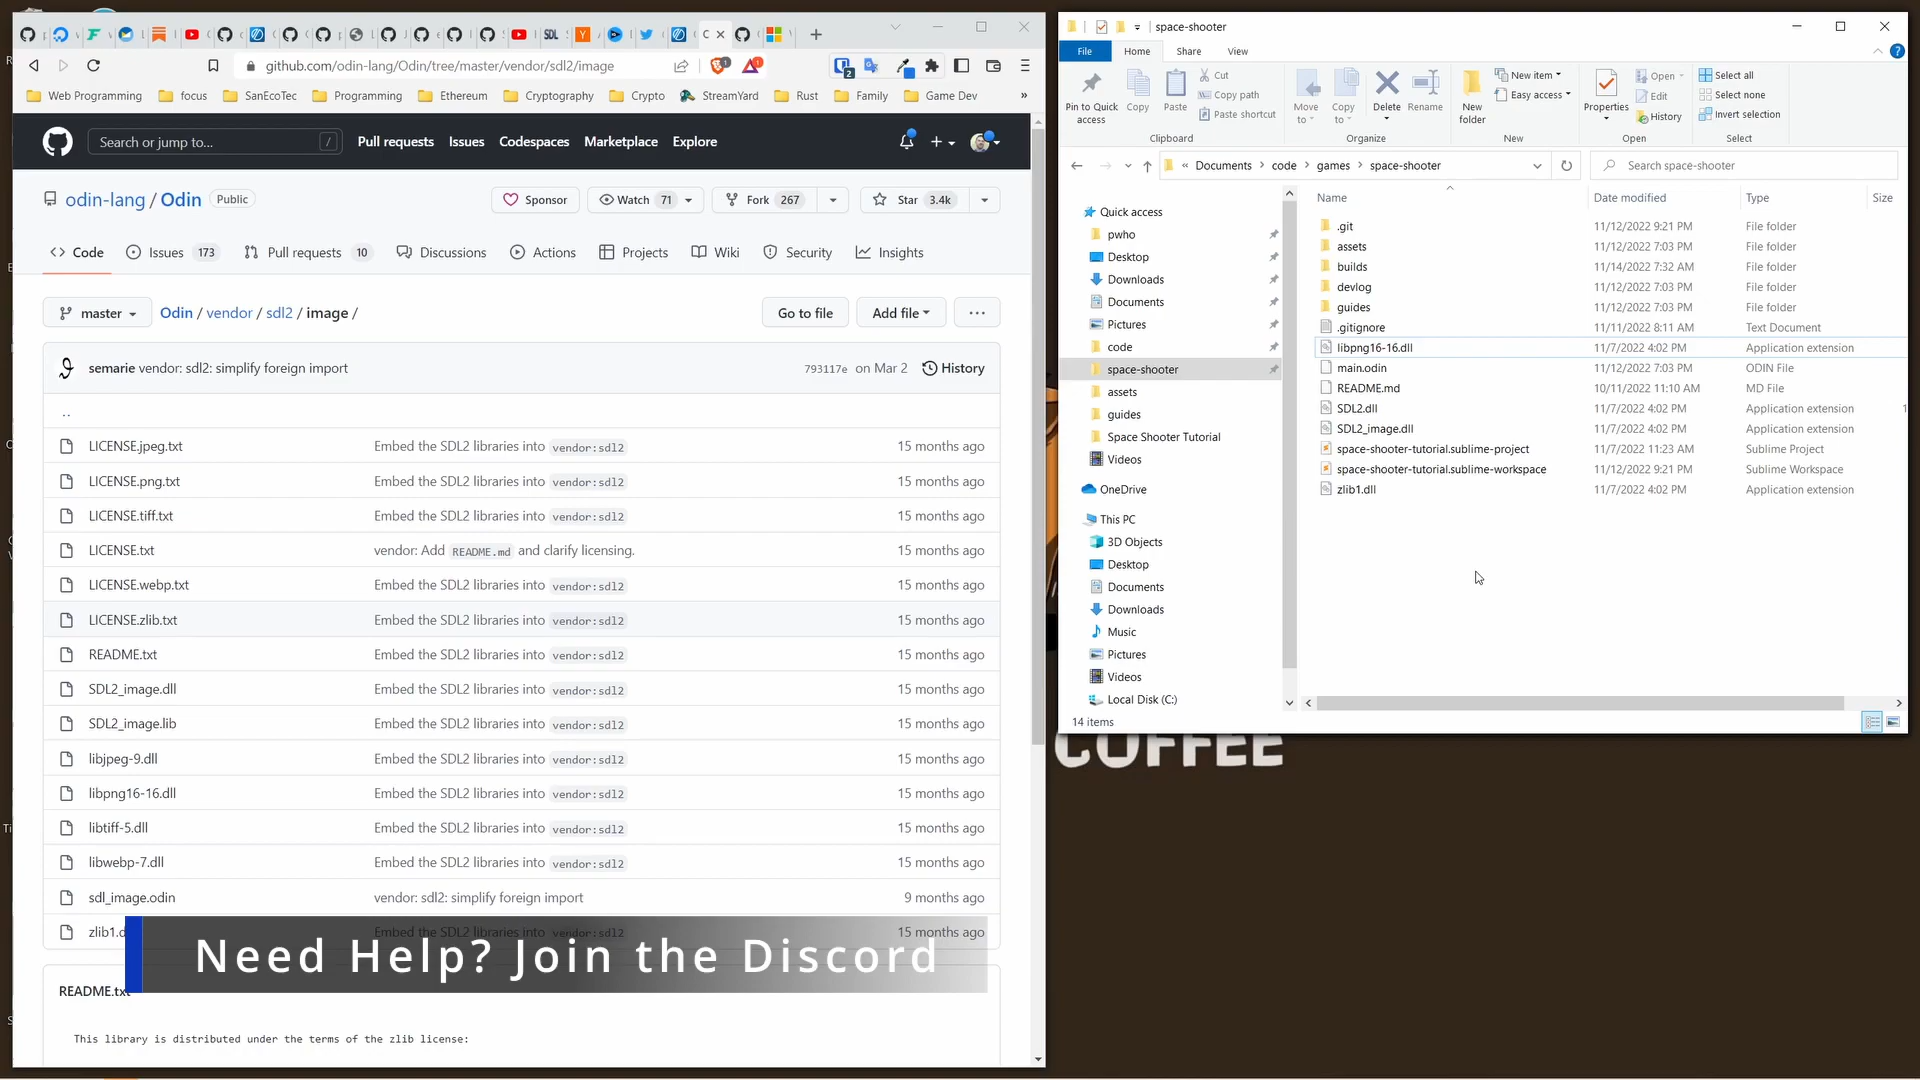 github.com/odin-lang/Odin/tree/master/vendor/sdl2/image
Web Programming focus SanEcoTec Programming Ethereum Cryptography Crypto StreamYard Rust Family Game Dev »
Search or jump to... / Pull requests Issues Codespaces Marketplace Explore
odin-lang / Odin Public Sponsor Watch 71 Fork 267 Star 3.4k
Code Issues 173 Pull requests 10 Discussions Actions Projects Wiki Security Insights
master Odin / vendor / sdl2 / image / Go to file Add file ...
semarie vendor: sdl2: simplify foreign import 793117e on Mar 2 History
..
LICENSE.jpeg.txt Embed the SDL2 libraries into vendor:sdl2 15 months ago
LICENSE.png.txt Embed the SDL2 libraries into vendor:sdl2 15 months ago
LICENSE.tiff.txt Embed the SDL2 libraries into vendor:sdl2 15 months ago
LICENSE.txt vendor: Add README.md and clarify licensing. 15 months ago
LICENSE.webp.txt Embed the SDL2 libraries into vendor:sdl2 15 months ago
LICENSE.zlib.txt Embed the SDL2 libraries into vendor:sdl2 15 months ago
README.txt Embed the SDL2 libraries into vendor:sdl2 15 months ago
SDL2_image.dll Embed the SDL2 libraries into vendor:sdl2 15 months ago
SDL2_image.lib Embed the SDL2 libraries into vendor:sdl2 15 months ago
libjpeg-9.dll Embed the SDL2 libraries into vendor:sdl2 15 months ago
libpng16-16.dll Embed the SDL2 libraries into vendor:sdl2 15 months ago
libtiff-5.dll Embed the SDL2 libraries into vendor:sdl2 15 months ago
libwebp-7.dll Embed the SDL2 libraries into vendor:sdl2 15 months ago
sdl_image.odin vendor: sdl2: simplify foreign import 9 months ago
zlib1.d Embed the SDL2 libraries into vendor:sdl2 15 months ago
Need Help? Join the Discord
README.txt
This library is distributed under the terms of the zlib license:
space-shooter
File Home Share View
Pin to Quick access Copy Paste Cut Copy path Paste shortcut Clipboard
Move to Copy to Delete Rename Organize
New folder New item Easy access New
Properties Open Edit History Open
Select all Select none Invert selection Select
« Documents > code > games > space-shooter Search space-shooter
Quick access
pwho
Desktop
Downloads
Documents
Pictures
code
space-shooter
assets
guides
Space Shooter Tutorial
Videos
OneDrive
This PC
3D Objects
Desktop
Documents
Downloads
Music
Pictures
Videos
Local Disk (C:)
Name Date modified Type Size
.git 11/12/2022 9:21 PM File folder
assets 11/12/2022 7:03 PM File folder
builds 11/14/2022 7:32 AM File folder
devlog 11/12/2022 7:03 PM File folder
guides 11/12/2022 7:03 PM File folder
.gitignore 11/11/2022 8:11 AM Text Document
libpng16-16.dll 11/7/2022 4:02 PM Application extension
main.odin 11/12/2022 7:03 PM ODIN File
README.md 10/11/2022 11:10 AM MD File
SDL2.dll 11/7/2022 4:02 PM Application extension 1
SDL2_image.dll 11/7/2022 4:02 PM Application extension
space-shooter-tutorial.sublime-project 11/7/2022 11:23 AM Sublime Project
space-shooter-tutorial.sublime-workspace 11/12/2022 9:21 PM Sublime Workspace
zlib1.dll 11/7/2022 4:02 PM Application extension
14 items
COFFEE